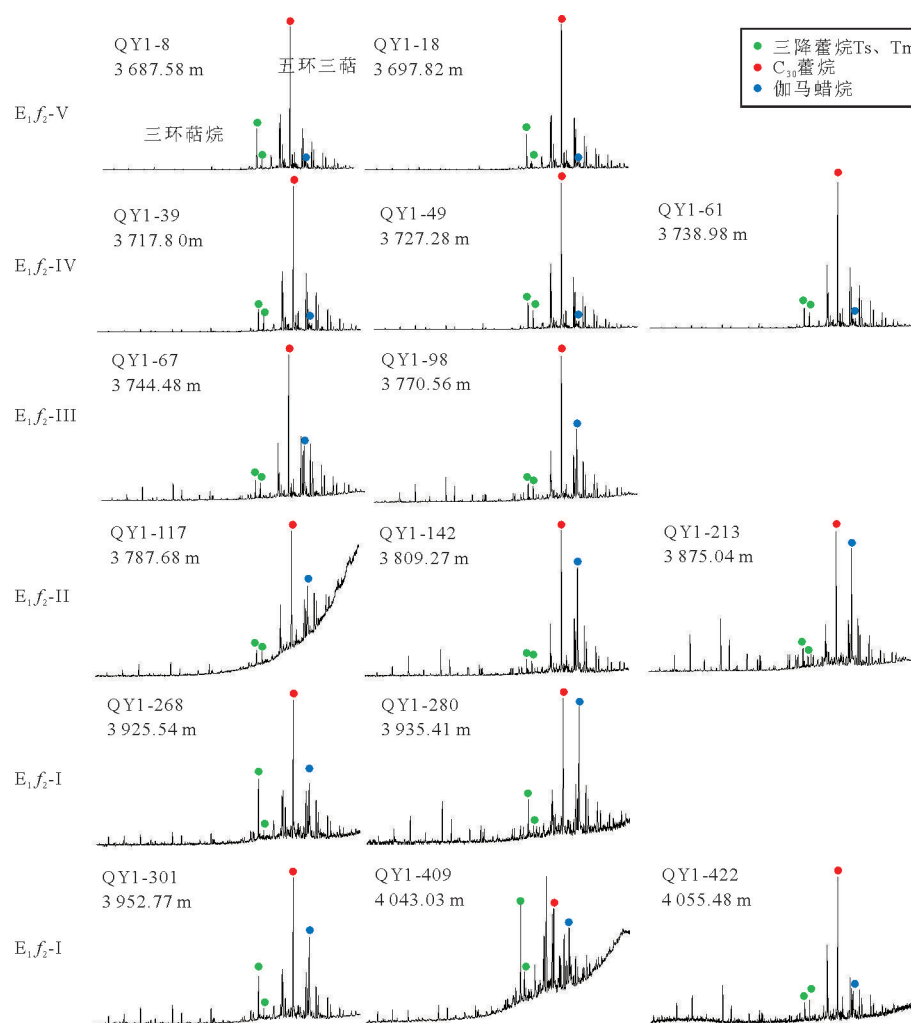 QY1-8
3 687.58 m
五环三萜
三环萜烷
QY1-18
3 697.82 m
三降藿烷Ts、Tm
C₃₀藿烷
伽马蜡烷
E₁f₂-V
QY1-39
3 717.8 0m
QY1-49
3 727.28 m
QY1-61
3 738.98 m
E₁f₂-IV
QY1-67
3 744.48 m
QY1-98
3 770.56 m
E₁f₂-III
QY1-117
3 787.68 m
QY1-142
3 809.27 m
QY1-213
3 875.04 m
E₁f₂-II
QY1-268
3 925.54 m
QY1-280
3 935.41 m
E₁f₂-I
QY1-301
3 952.77 m
QY1-409
4 043.03 m
QY1-422
4 055.48 m
E₁f₂-I